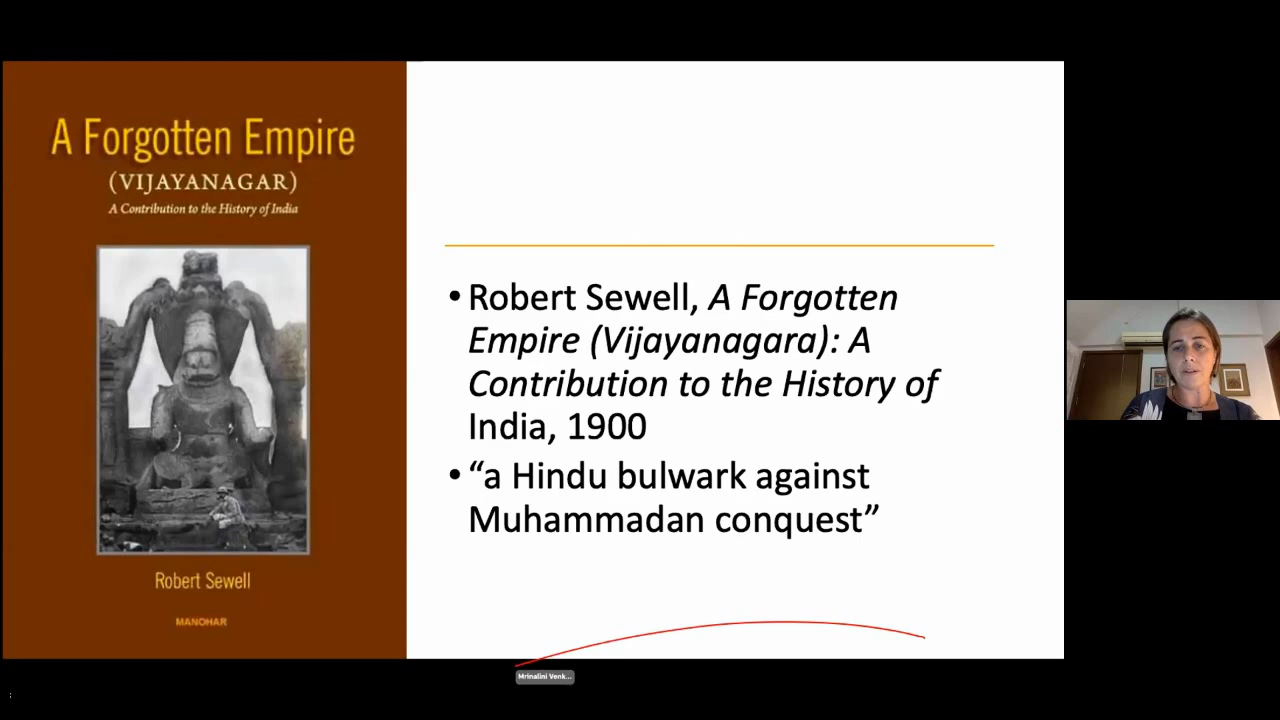 A Forgotten Empire
(VIJAYANAGAR)
A Contribution to the History of India
Robert Sewell
MANOHAR
•Robert Sewell, A Forgotten
Empire (Vijayanagara): A
Contribution to the History of
India, 1900
•“a Hindu bulwark against
Muhammadan conquest”
Mrinalini Venk...